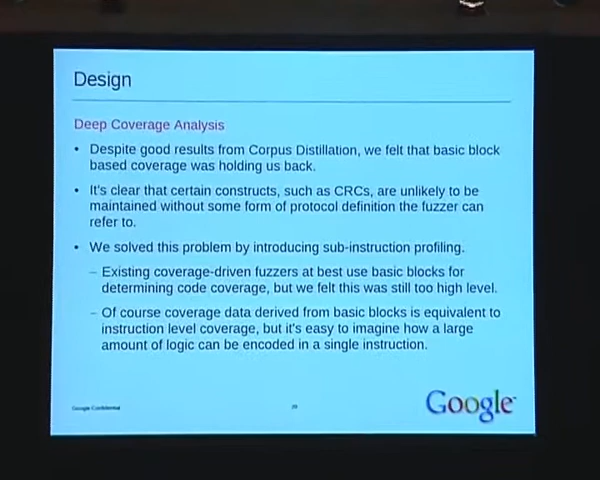 Design
Deep Coverage Analysis
• Despite good results from Corpus Distillation, we felt that basic block
based coverage was holding us back.
• It's clear that certain constructs, such as CRCs, are unlikely to be
maintained without some form of protocol definition the fuzzer can
refer to.
• We solved this problem by introducing sub-instruction profiling.
– Existing coverage-driven fuzzers at best use basic blocks for
determining code coverage, but we felt this was still too high level.
– Of course coverage data derived from basic blocks is equivalent to
instruction level coverage, but it's easy to imagine how a large
amount of logic can be encoded in a single instruction.
Google Confidential
Google